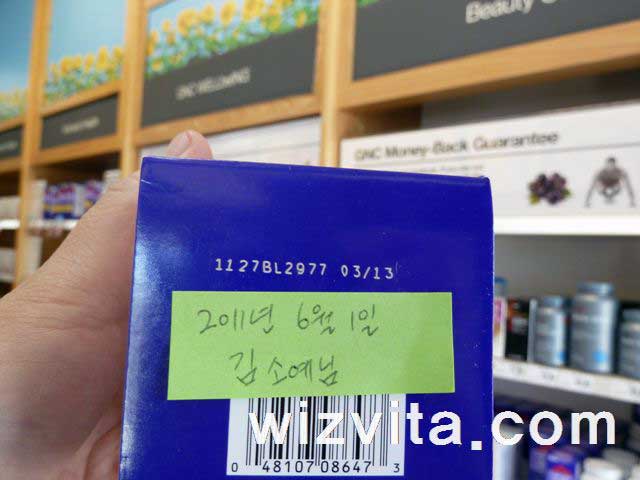 Beauty
GNC WELLOWING
GNC Money-Back Guarantee
1127BL2977 03/13
2011년 6월 1일
김소예님
wizvita.com
0 48107 08647 3